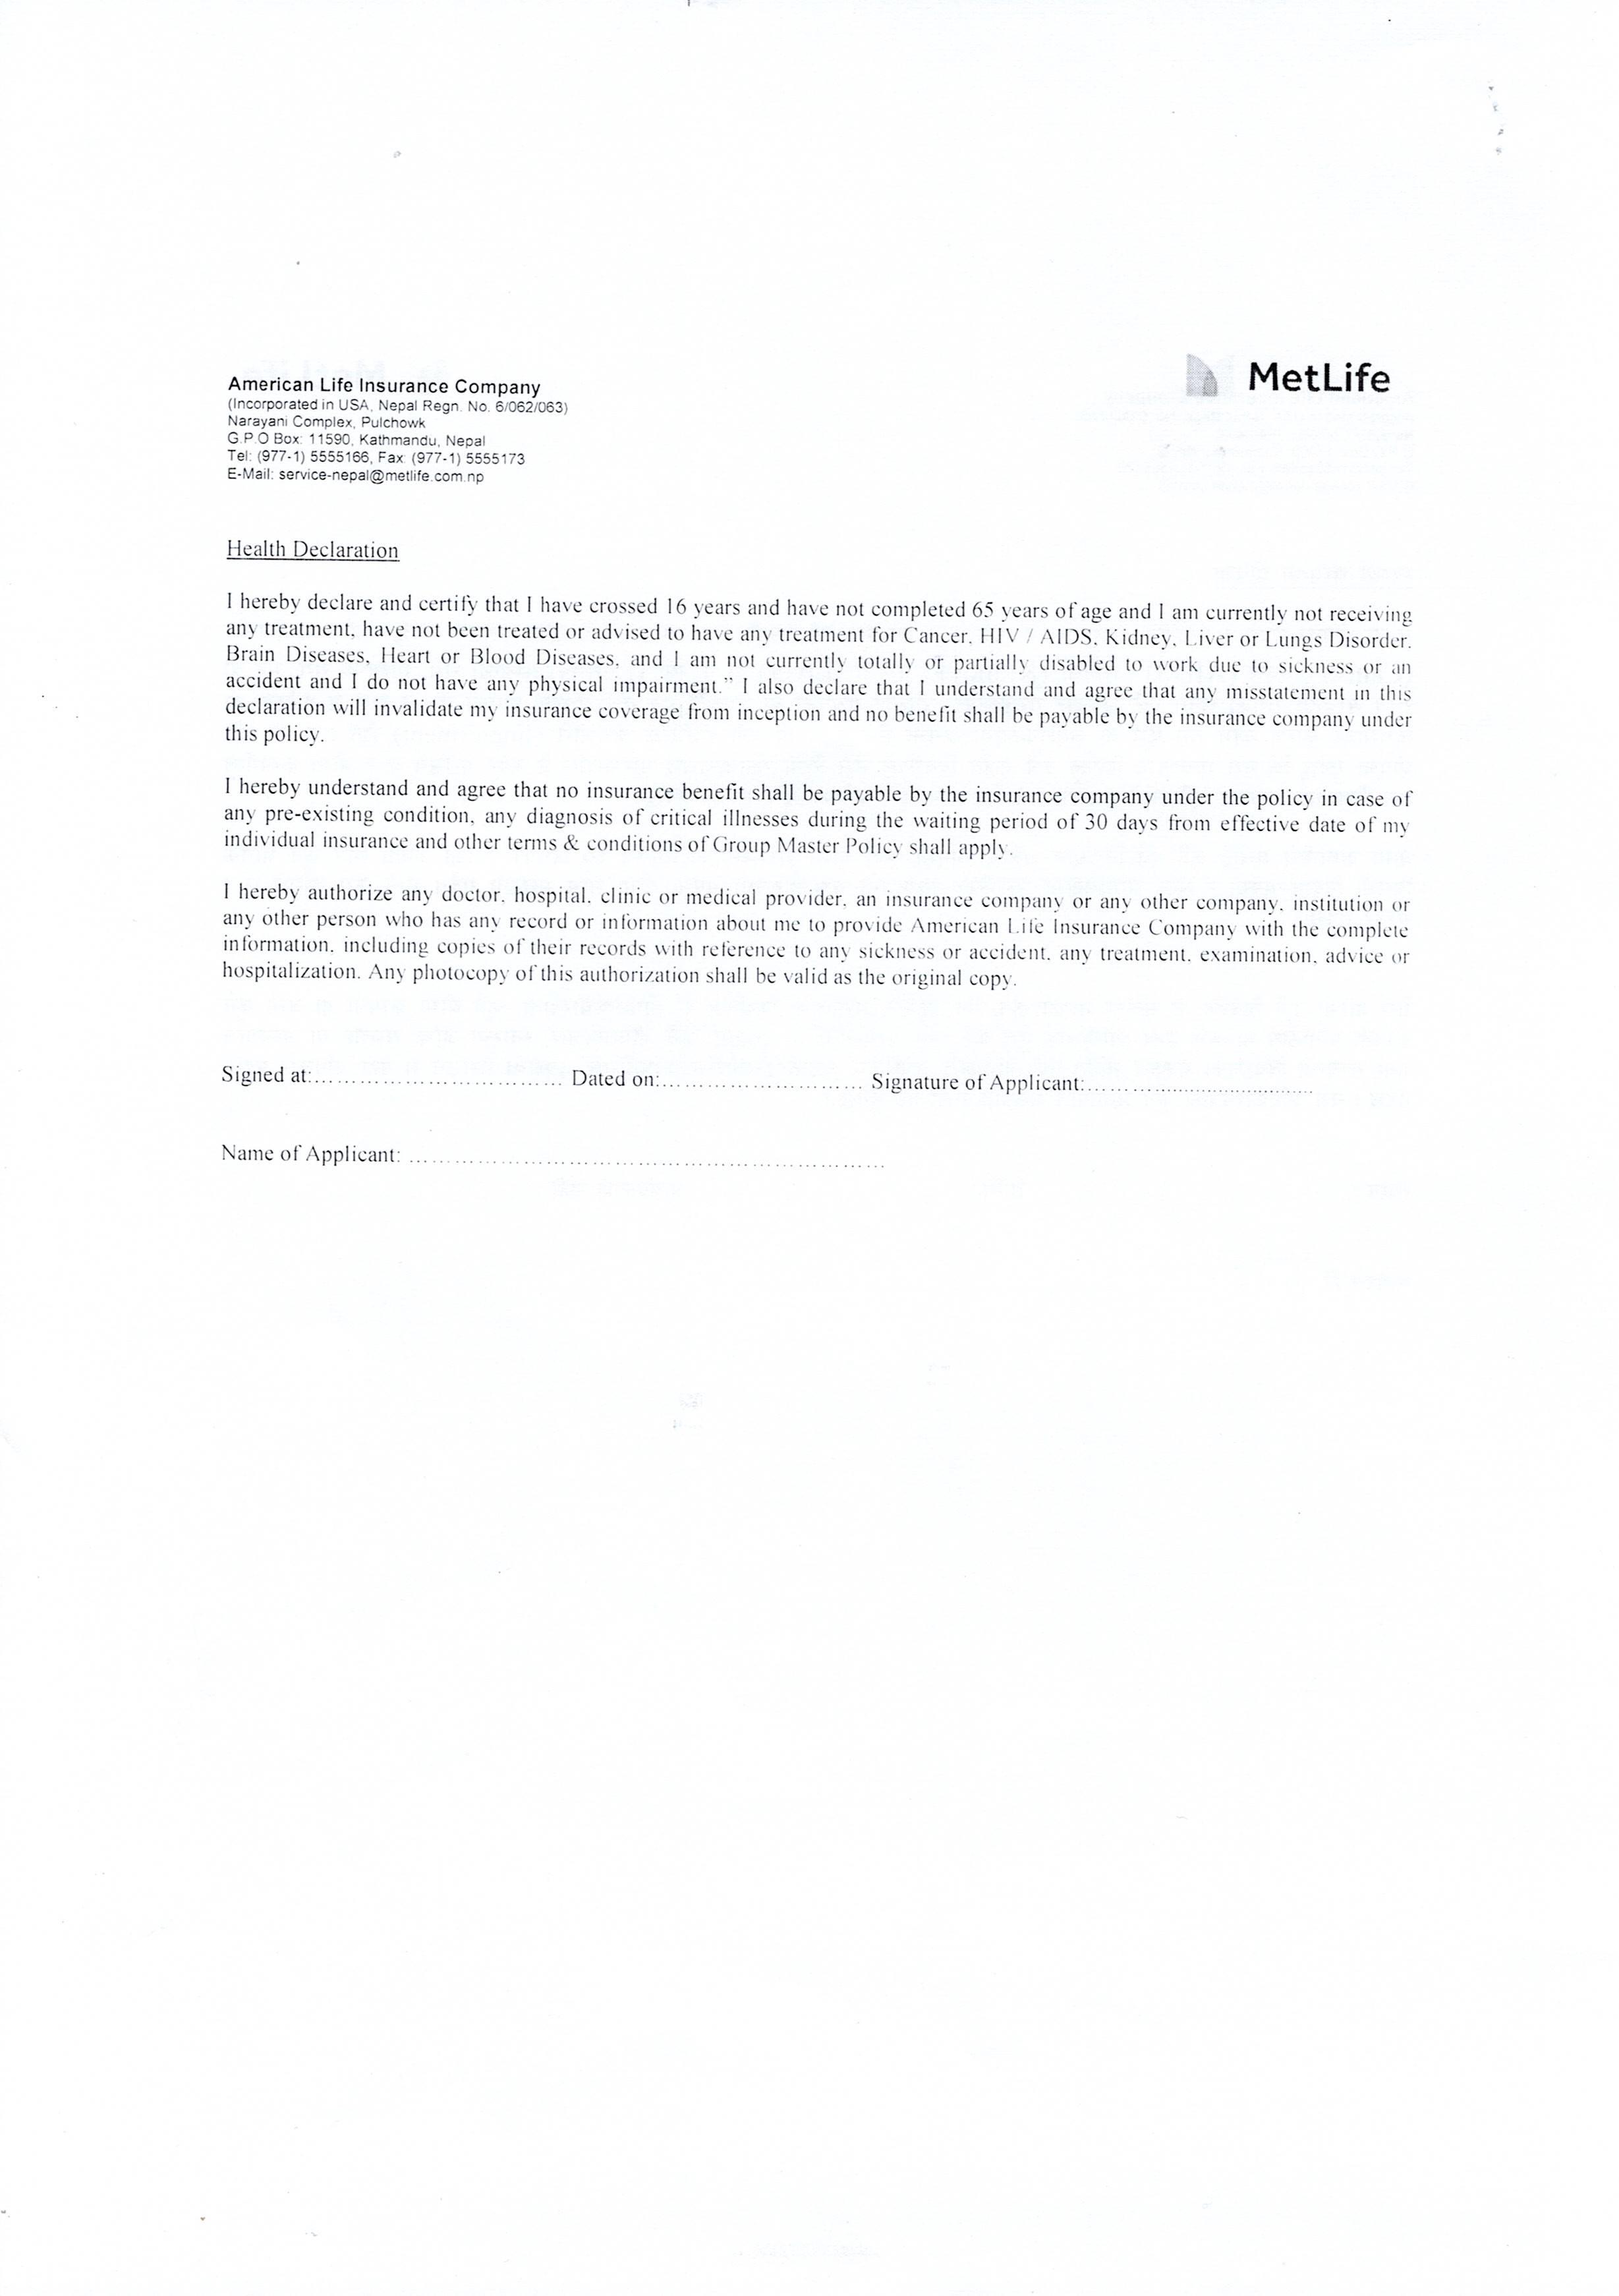 American Life Insurance Company
MetLife
(Incorporated in USA, Nepal Regn. No. 6/062/063)
Narayani Complex, Pulchowk
G.P.O Box: 11590, Kathmandu, Nepal
Tel: (977-1) 5555166, Fax: (977-1) 5555173
E-Mail: service-nepal@metlife.com.np
Health Declaration
I hereby declare and certify that I have crossed 16 years and have not completed 65 years of age and I am currently not receiving
any treatment, have not been treated or advised to have any treatment for Cancer, HIV / AIDS, Kidney, Liver or Lungs Disorder,
Brain Diseases, Heart or Blood Diseases, and I am not currently totally or partially disabled to work due to sickness or an
accident and I do not have any physical impairment.” I also declare that I understand and agree that any misstatement in this
declaration will invalidate my insurance coverage from inception and no benefit shall be payable by the insurance company under
this policy.
I hereby understand and agree that no insurance benefit shall be payable by the insurance company under the policy in case of
any pre-existing condition, any diagnosis of critical illnesses during the waiting period of 30 days from effective date of my
individual insurance and other terms & conditions of Group Master Policy shall apply.
I hereby authorize any doctor, hospital, clinic or medical provider, an insurance company or any other company, institution or
any other person who has any record or information about me to provide American Life Insurance Company with the complete
information, including copies of their records with reference to any sickness or accident, any treatment, examination, advice or
hospitalization. Any photocopy of this authorization shall be valid as the original copy.
Signed at:................................. Dated on:........................... Signature of Applicant:.....................................
Name of Applicant: ...............................................................